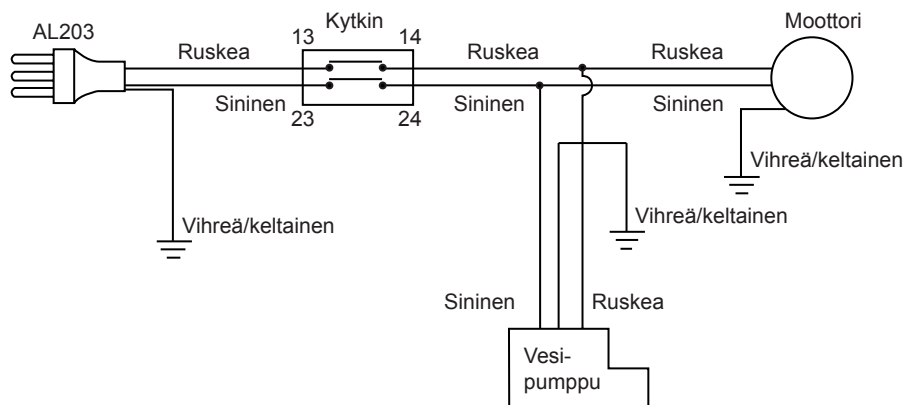 AL203
Kytkin
Moottori
13
14
Ruskea
Ruskea
Ruskea
Sininen
Sininen
Sininen
23
24
Vihreä/keltainen
Vihreä/keltainen
Vihreä/keltainen
Sininen
Ruskea
Vesi-
pumppu